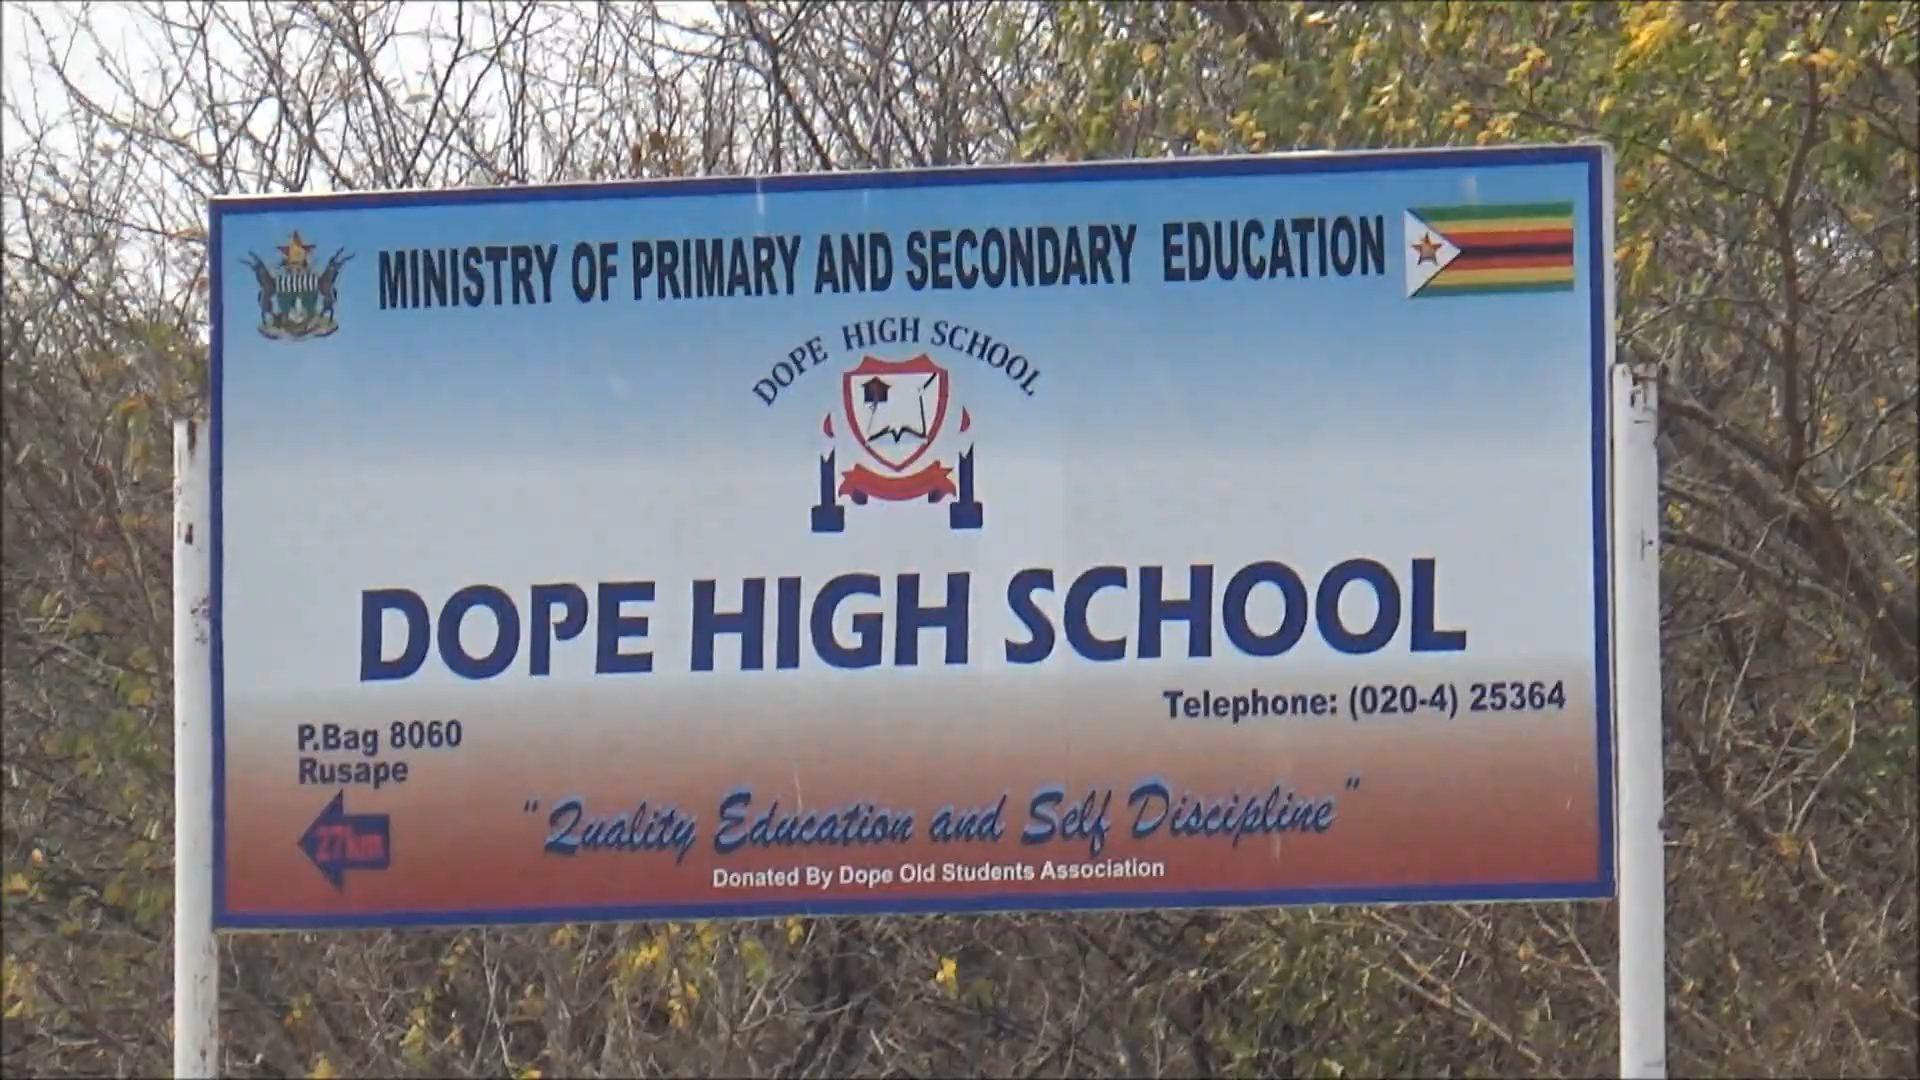 MINISTRY OF PRIMARY AND SECONDARY EDUCATION
DOPE HIGH SCHOOL
DOPE HIGH SCHOOL
Telephone: (020-4) 25364
P.Bag 8060
Rusape
27km
"Quality Education and Self Discipline"
Donated By Dope Old Students Association